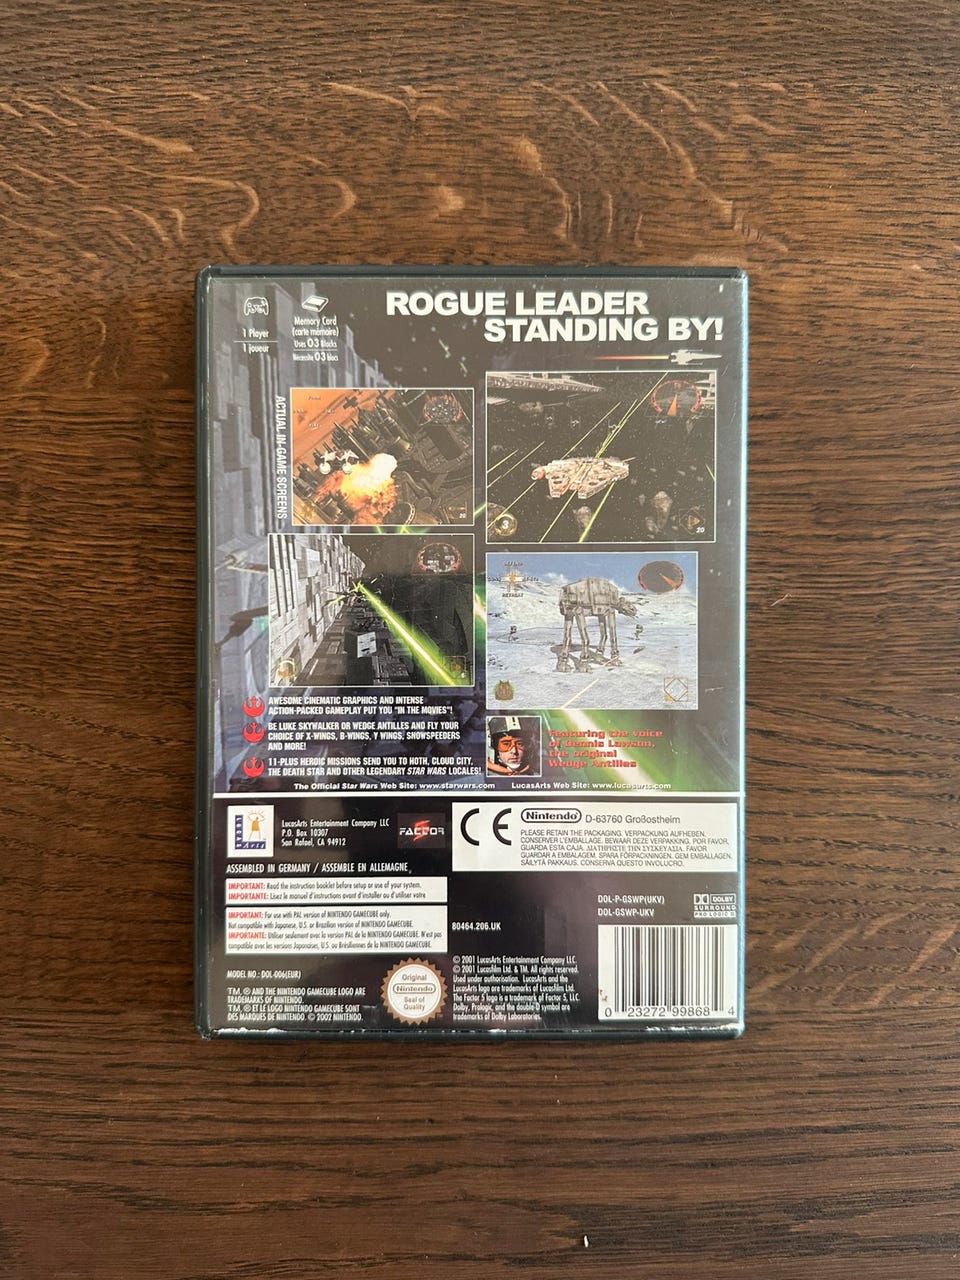 ROGUE LEADER
STANDING BY!
1 Player
1 joueur
Memory Card
(carte mémoire)
Uses 03 Blocks
Nécessite 03 blocs
ACTUAL IN-GAME SCREENS
20
3
20
RETREAT
AWESOME CINEMATIC GRAPHICS AND INTENSE
ACTION-PACKED GAMEPLAY PUT YOU "IN THE MOVIES"!
BE LUKE SKYWALKER OR WEDGE ANTILLES AND FLY YOUR
CHOICE OF X-WINGS, B-WINGS, Y WINGS, SNOWSPEEDERS
AND MORE!
11-PLUS HEROIC MISSIONS SEND YOU TO HOTH, CLOUD CITY,
THE DEATH STAR AND OTHER LEGENDARY STAR WARS LOCALES!
Featuring the voice
of Dennis Lawson,
the original
Wedge Antilles
The Official Star Wars Web Site: www.starwars.com LucasArts Web Site: www.lucasarts.com
LUCAS
Arts
LucasArts Entertainment Company LLC
P.O. Box 10307
San Rafael, CA 94912
FACTOR 5
CE
Nintendo D-63760 Großostheim
PLEASE RETAIN THE PACKAGING. VERPACKUNG AUFHEBEN.
CONSERVER L'EMBALLAGE. BEWAAR DEZE VERPAKKING. POR FAVOR,
GUARDA ESTA CAJA. ΔΙΑΤΗΡΗΣΤΕ ΤΗΝ ΣΥΣΚΕΥΑΣΙΑ. FAVOR
GUARDAR A EMBALAGEM. SPARA FÖRPACKNINGEN. GEM EMBALLAGEN.
SÄILYTÄ PAKKAUS. CONSERVA QUESTO INVOLUCRO.
ASSEMBLED IN GERMANY / ASSEMBLE EN ALLEMAGNE
IMPORTANT: Read the instruction booklet before setup or use of your system.
IMPORTANTE: Lisez le manuel d'instructions avant d'installer ou d'utiliser votre
IMPORTANT: For use with PAL version of NINTENDO GAMECUBE only.
Not compatible with Japanese, U.S. or Brazilian version of NINTENDO GAMECUBE.
IMPORTANTE: Utiliser seulement avec la version PAL de la NINTENDO GAMECUBE. N'est pas
compatible avec les versions Japonaises, U.S. ou Brésiliennes de la NINTENDO GAMECUBE.
80464.206.UK
DOL-P-GSWP(UKV)
DOL-GSWP-UKV
DOLBY
SURROUND
PRO LOGIC II
MODEL NO.: DOL-006(EUR)
TM, ® AND THE NINTENDO GAMECUBE LOGO ARE
TRADEMARKS OF NINTENDO.
TM, ® ET LE LOGO NINTENDO GAMECUBE SONT
DES MARQUES DE NINTENDO. © 2002 NINTENDO.
Original
Nintendo
Seal of
Quality
© 2001 LucasArts Entertainment Company LLC.
© 2001 Lucasfilm Ltd. & TM. All rights reserved.
Used under authorisation. LucasArts and the
LucasArts logo are trademarks of Lucasfilm Ltd.
The Factor 5 logo is a trademark of Factor 5, LLC.
Dolby, Prologic, and the double-D symbol are
trademarks of Dolby Laboratories.
0 23272 99868 4